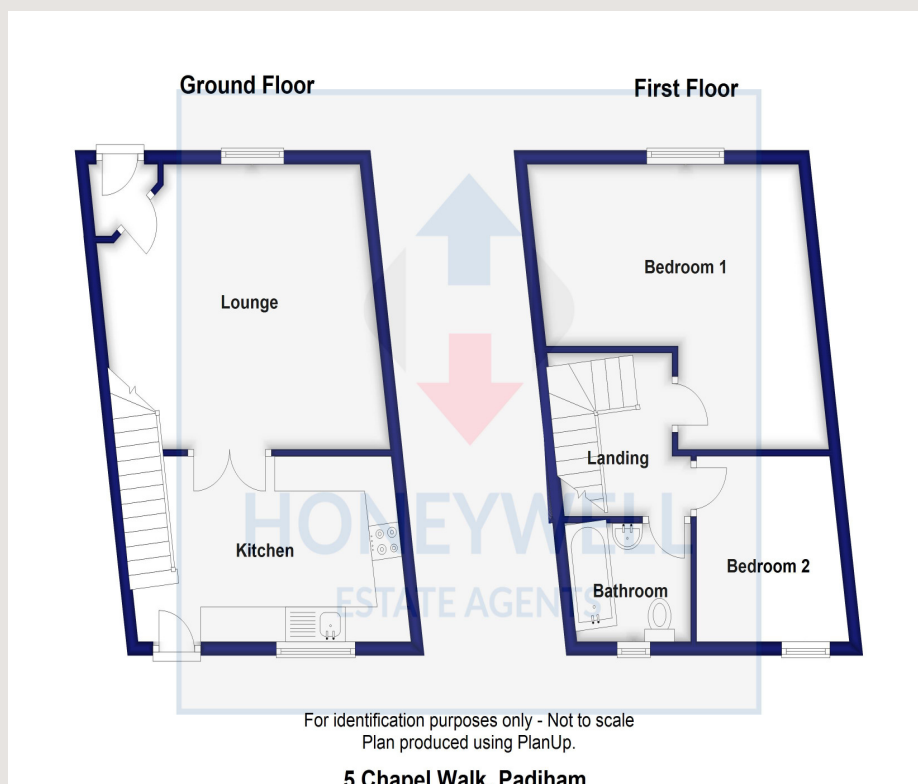 Ground Floor
First Floor
Bedroom 1
Lounge
Landing
HONEYWELL
Kitchen
Bedroom 2
Bathroom
ESTATE AGENTS
For identification purposes only - Not to scale
Plan produced using PlanUp.
5 Chapel Walk, Padiham